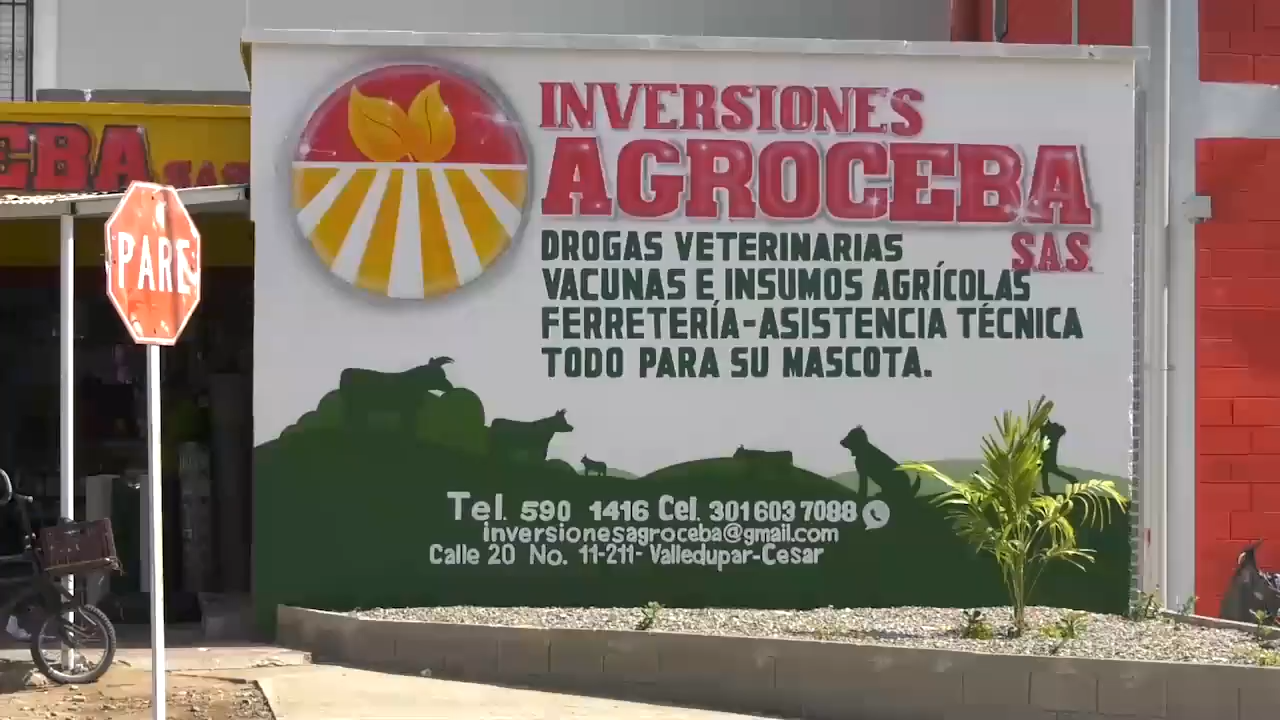 INVERSIONES
AGROCEBA
S.A.S.
DROGAS VETERINARIAS
VACUNAS E INSUMOS AGRÍCOLAS
FERRETERÍA-ASISTENCIA TÉCNICA
TODO PARA SU MASCOTA.
Tel. 590 1416 Cel. 301 603 7088
inversionesagroceba@gmail.com
Calle 20 No. 11-211- Valledupar-Cesar
CEBA SAS
PARE